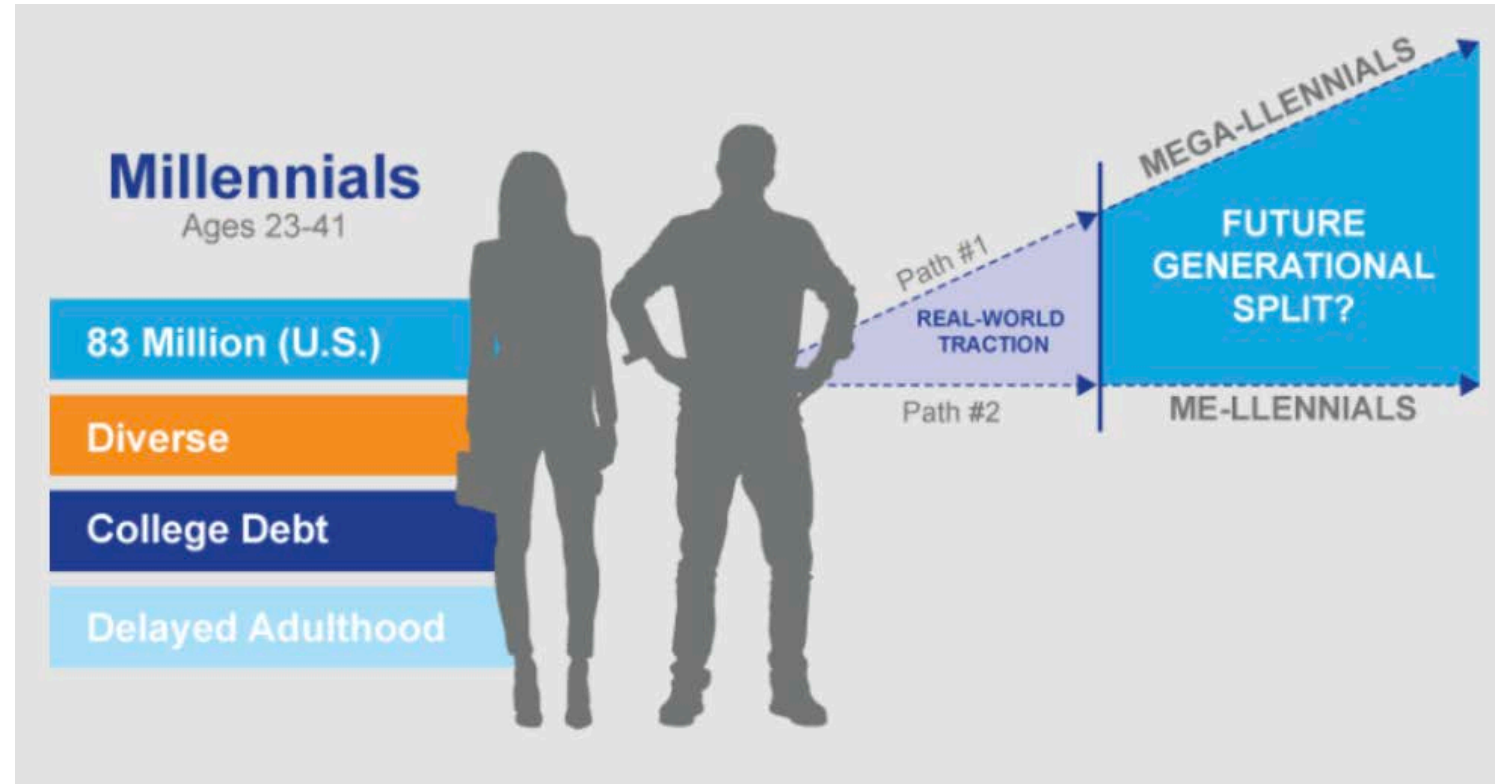 Millennials
Ages 23-41
83 Million (U.S.)
Diverse
College Debt
Delayed Adulthood
Path #1
REAL-WORLD
TRACTION
Path #2
MEGA-LLENNIALS
FUTURE
GENERATIONAL
SPLIT?
ME-LLENNIALS